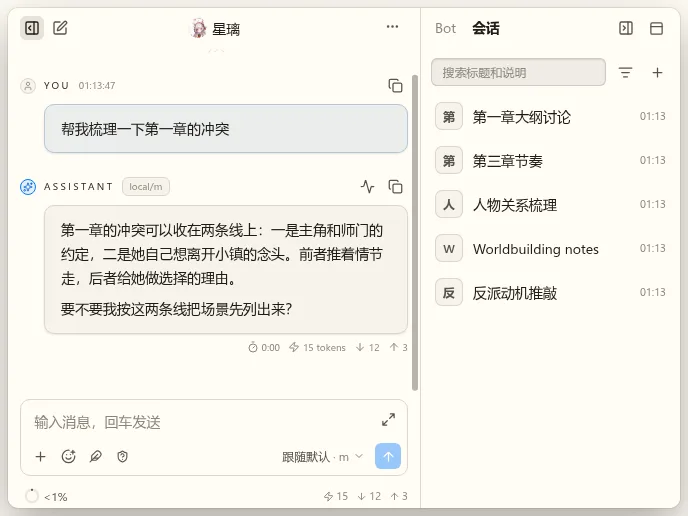 星璃
YOU 01:13:47
帮我梳理一下第一章的冲突
ASSISTANT local/m
第一章的冲突可以收在两条线上：一是主角和师门的
约定，二是她自己想离开小镇的念头。前者推着情节
走，后者给她做选择的理由。
要不要我按这两条线把场景先列出来？
0:00 15 tokens 12 3
输入消息，回车发送
跟随默认 · m
<1% 15 12 3
Bot 会话
搜索标题和说明
第 第一章大纲讨论 01:13
第 第三章节奏 01:13
人 人物关系梳理 01:13
W Worldbuilding notes 01:13
反 反派动机推敲 01:13